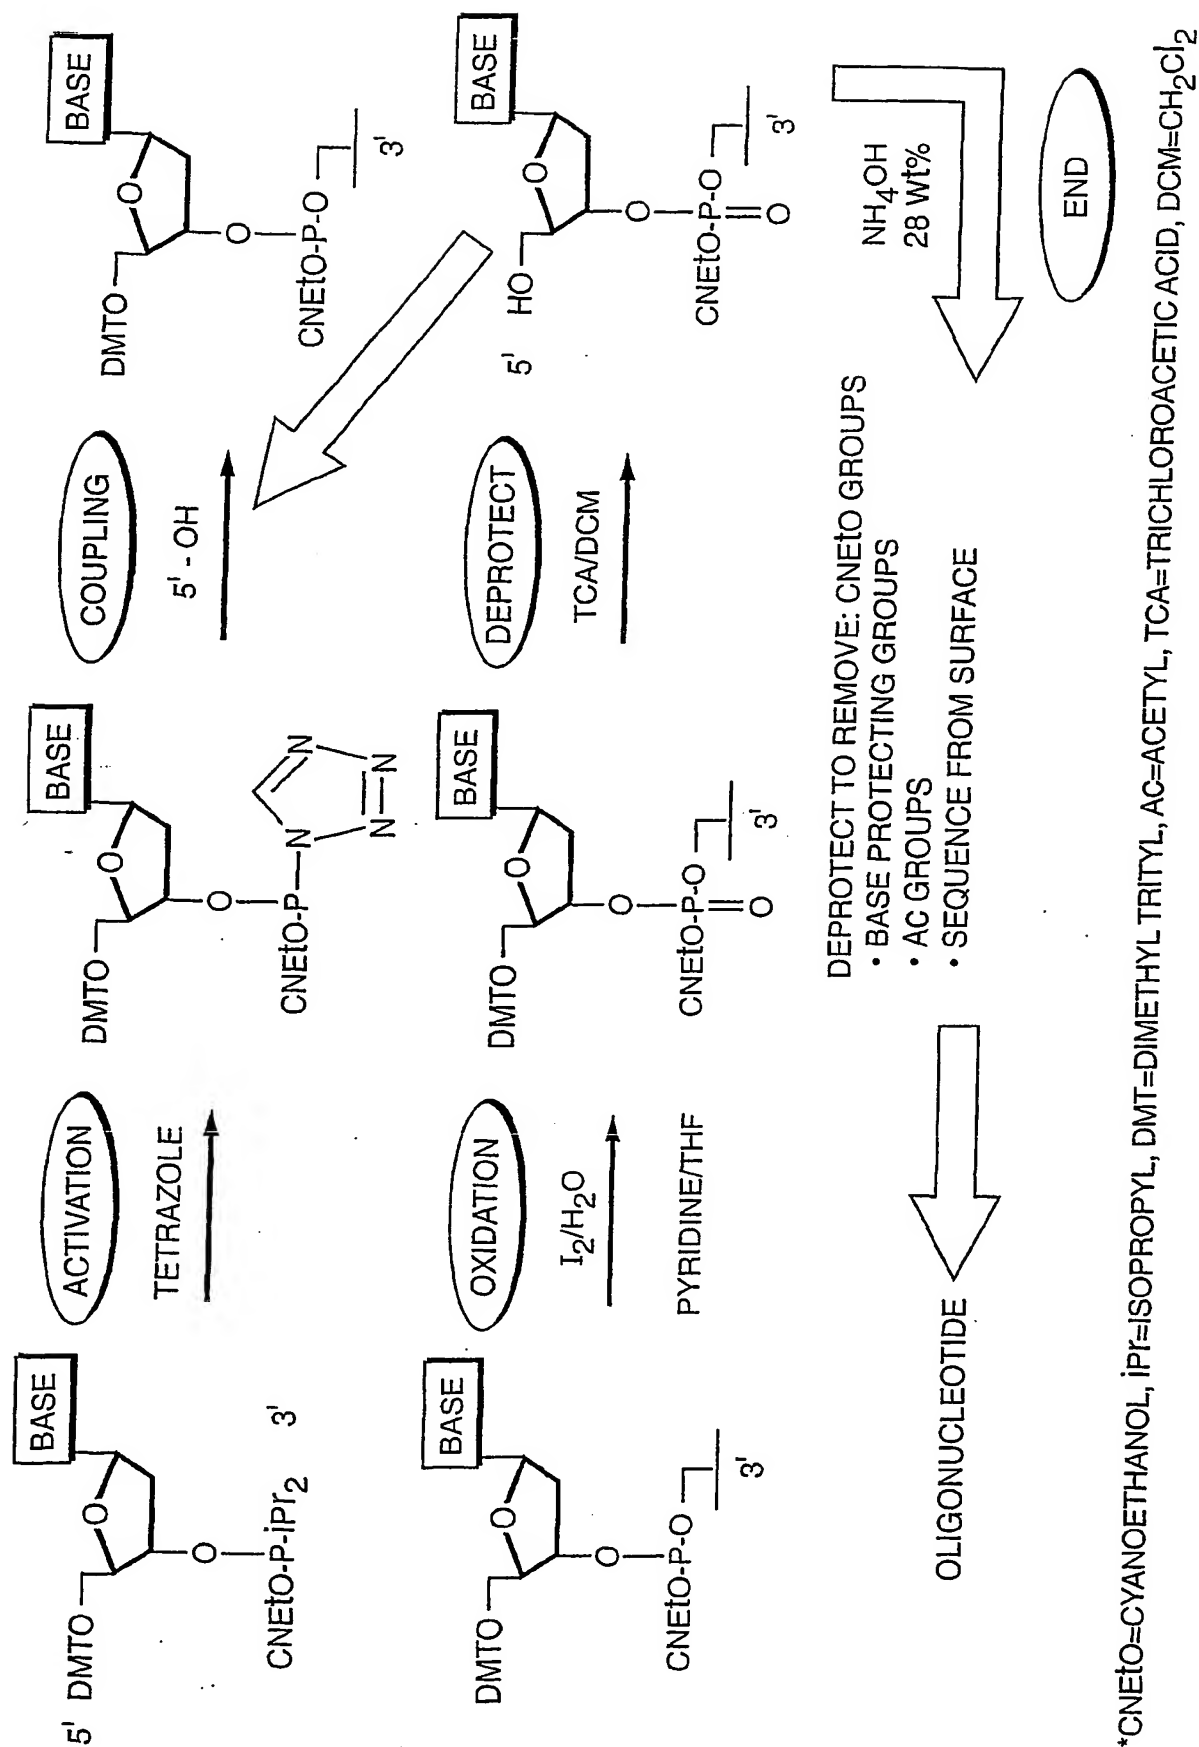 BASE
5' DMTO
O
O
CNEtO-P-iPr2 3'
ACTIVATION
TETRAZOLE
BASE
DMTO
O
O
CNEtO-P-N
N
N
N
COUPLING
5' - OH
BASE
DMTO
O
O
CNEtO-P-O
3'
BASE
DMTO
O
O
CNEtO-P-O
3'
OXIDATION
I2/H2O
PYRIDINE/THF
BASE
DMTO
O
O
CNEtO-P-O
O
3'
DEPROTECT
TCA/DCM
BASE
5' HO
O
O
CNEtO-P-O
O
3'
NH4OH
28 Wt%
END
DEPROTECT TO REMOVE: CNEtO GROUPS
• BASE PROTECTING GROUPS
• AC GROUPS
• SEQUENCE FROM SURFACE
OLIGONUCLEOTIDE
*CNEtO=CYANOETHANOL, iPr=ISOPROPYL, DMT=DIMETHYL TRITYL, AC=ACETYL, TCA=TRICHLOROACETIC ACID, DCM=CH2Cl2